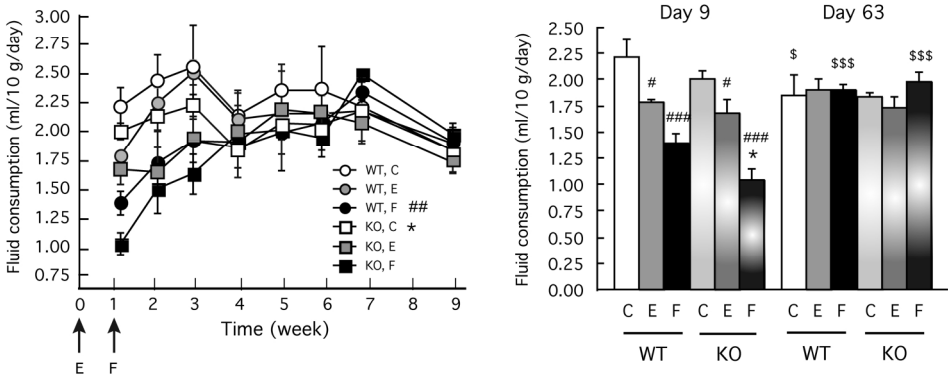 Fluid consumption (ml/10 g/day)
3.00
2.75
2.50
2.25
2.00
1.75
1.50
1.25
1.00
0.75
WT, C
WT, E
WT, F ##
KO, C *
KO, E
KO, F
0 1 2 3 4 5 6 7 8 9
Time (week)
E F
Day 9 Day 63
Fluid consumption (ml/10 g/day)
2.50
2.25
2.00
1.75
1.50
1.25
1.00
0.75
0.50
0.25
0.00
# ### # ### * $ $$$ $$$
C E F C E F C E F C E F
WT KO WT KO